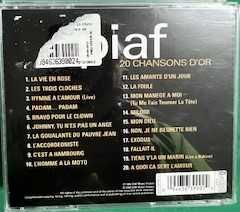 piaf
20 CHANSONS D'OR
1. LA VIE EN ROSE
2. LES TROIS CLOCHES
3. HYMNE A L'AMOUR (Live)
4. PADAM... PADAM
5. BRAVO POUR LE CLOWN
6. JOHNNY, TU N'ES PAS UN ANGE
7. LA GOUALANTE DU PAUVRE JEAN
8. L'ACCORDEONISTE
9. C'EST A HAMBOURG
10. L'HOMME A LA MOTO
11. LES AMANTS D'UN JOUR
12. LA FOULE
13. MON MANEGE A MOI
(Tu Me Fais Tourner La Tête)
14. MILORD
15. MON DIEU
16. NON, JE NE REGRETTE RIEN
17. EXODUS
18. FALLAIT-IL
19. TIENS V'LA UN MARIN
20. A QUOI CA SERT L'AMOUR